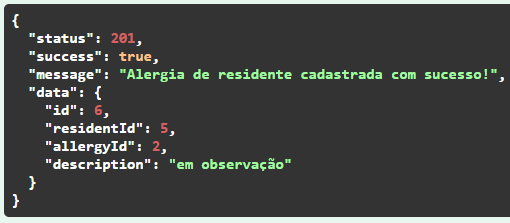 {
  "status": 201,
  "success": true,
  "message": "Alergia de residente cadastrada com sucesso!",
  "data": {
    "id": 6,
    "residentId": 5,
    "allergyId": 2,
    "description": "em observação"
  }
}